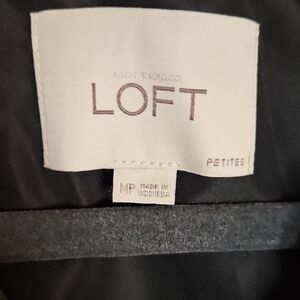 ANN TAYLOR
LOFT
PETITES
MP
MADE IN
INDONESIA